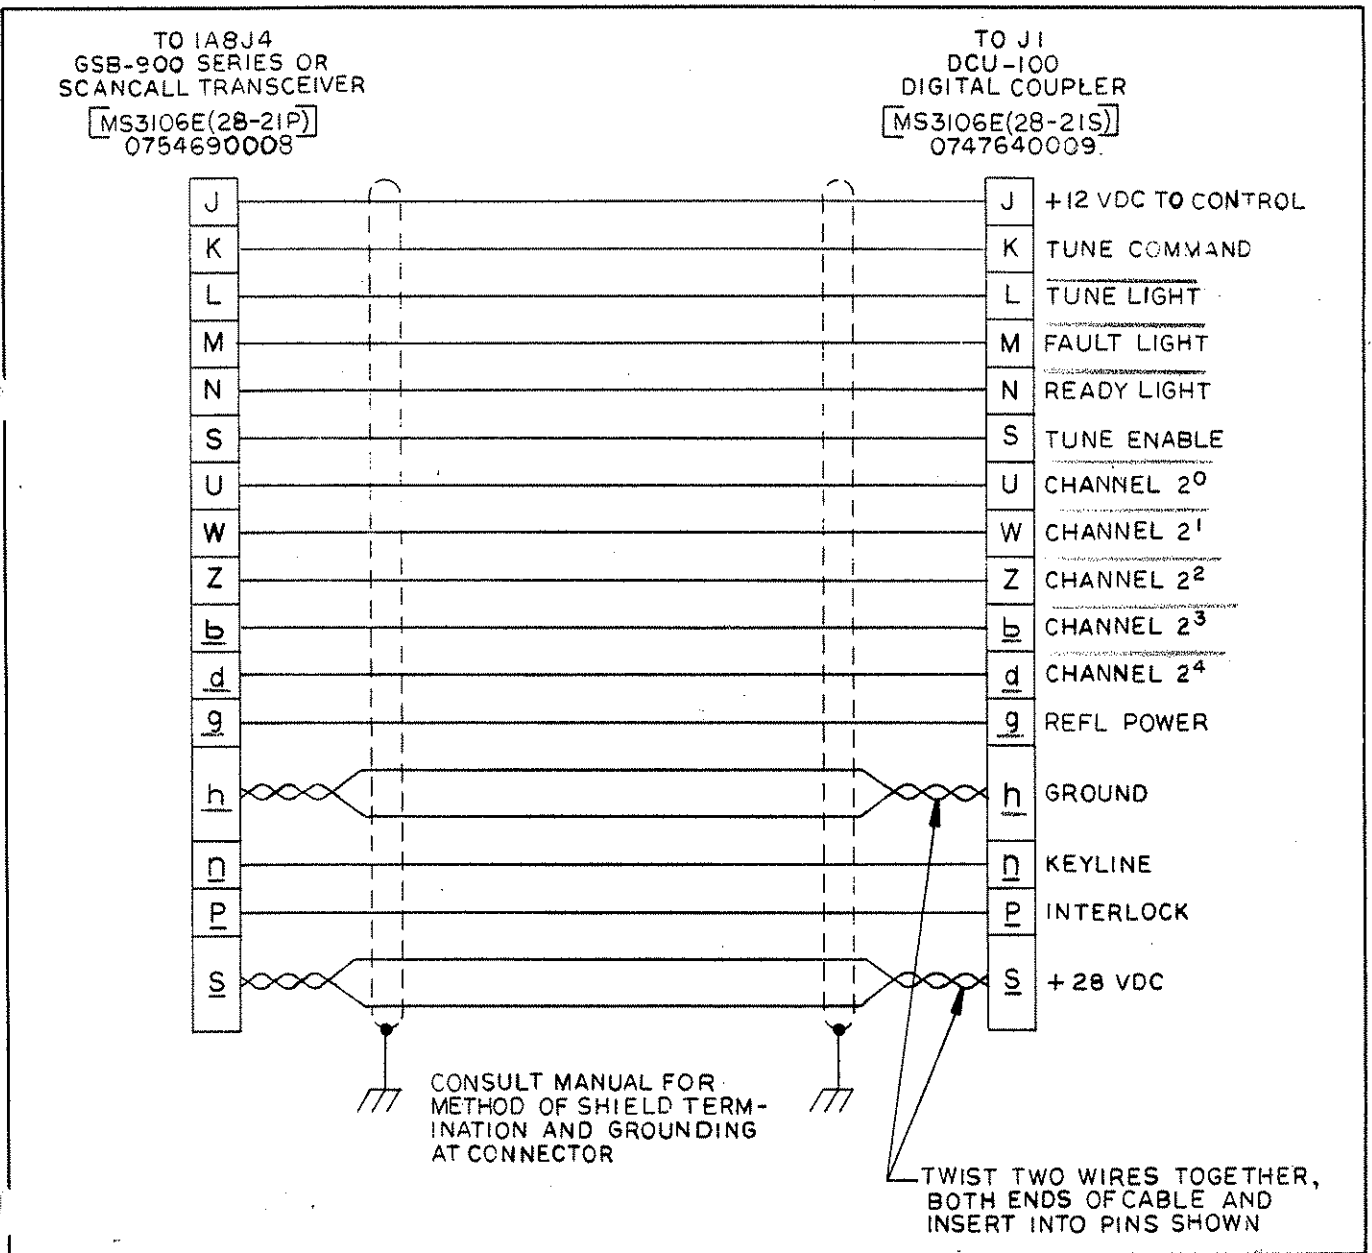 TO 1A8J4
GSB-900 SERIES OR
SCANCALL TRANSCEIVER
[MS3106E(28-21P)]
0754690008
TO J1
DCU-100
DIGITAL COUPLER
[MS3106E(28-21S)]
0747640009.
J J +12 VDC TO CONTROL
K K TUNE COMMAND
L L TUNE LIGHT
M M FAULT LIGHT
N N READY LIGHT
S S TUNE ENABLE
U U CHANNEL 2⁰
W W CHANNEL 2¹
Z Z CHANNEL 2²
b b CHANNEL 2³
d d CHANNEL 2⁴
g g REFL POWER
h h GROUND
n n KEYLINE
P P INTERLOCK
S S +28 VDC
CONSULT MANUAL FOR
METHOD OF SHIELD TERM-
INATION AND GROUNDING
AT CONNECTOR
TWIST TWO WIRES TOGETHER,
BOTH ENDS OF CABLE AND
INSERT INTO PINS SHOWN